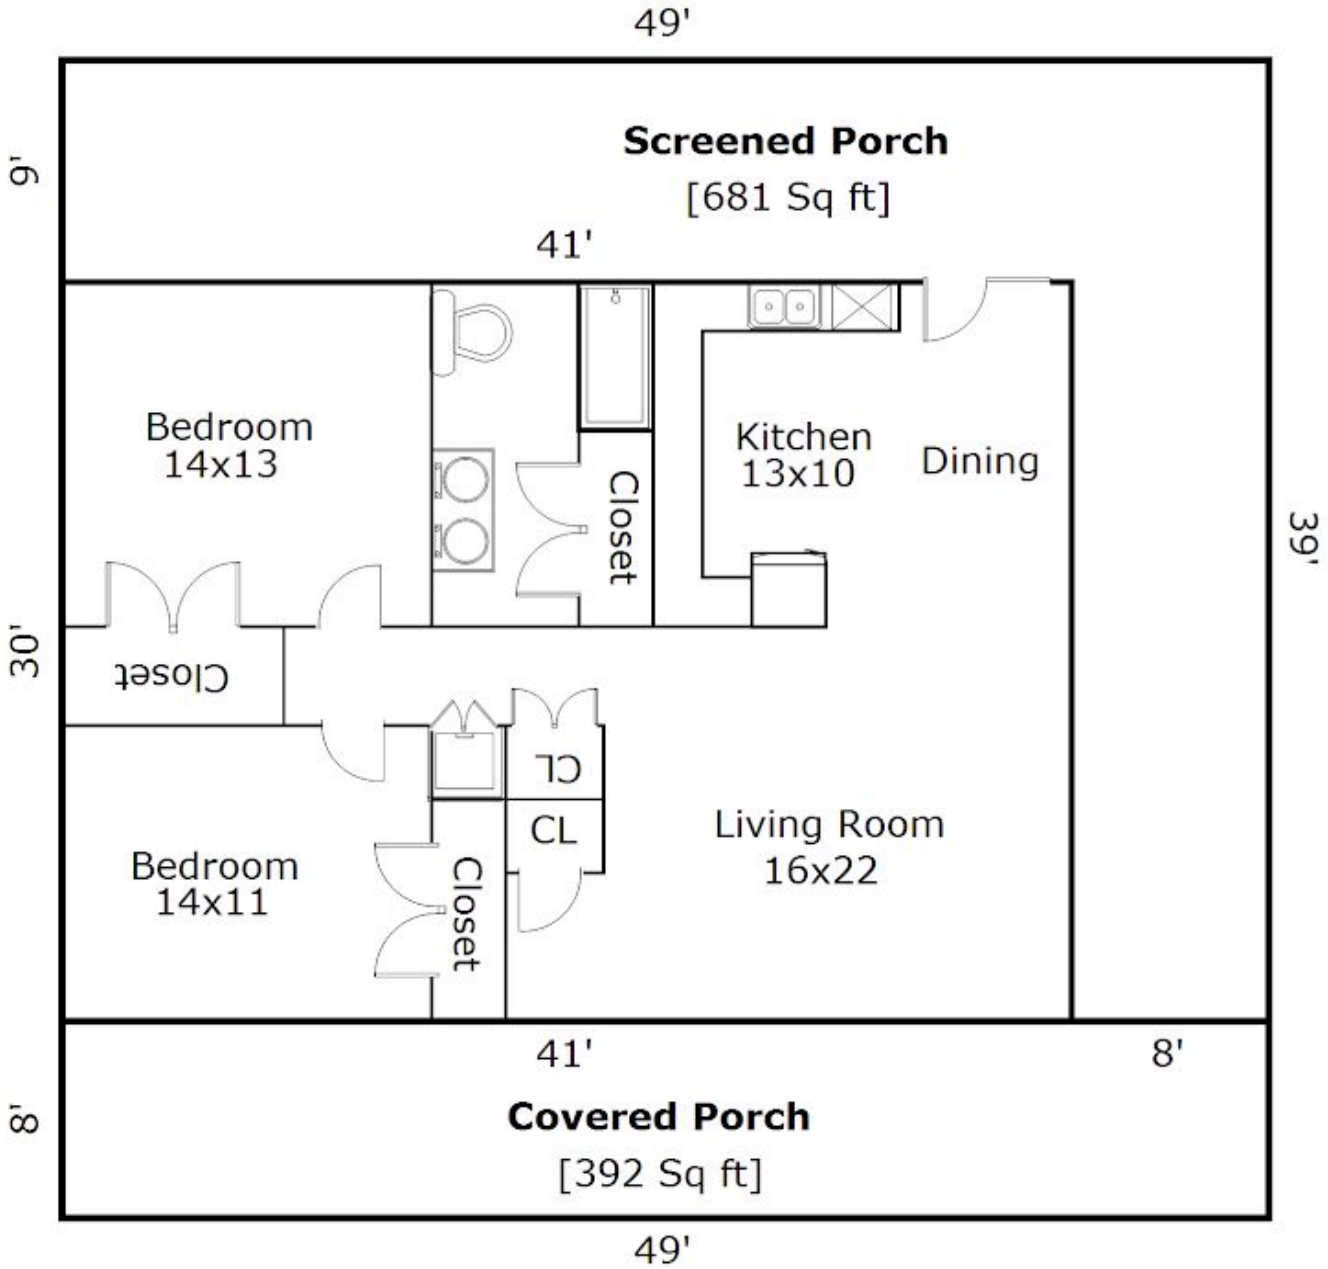 49'
9'
Screened Porch
[681 Sq ft]
41'
Bedroom
14x13
Closet
Kitchen
13x10
Dining
39'
30'
Closet
CL
CL
Living Room
16x22
Bedroom
14x11
Closet
41'
8'
8'
Covered Porch
[392 Sq ft]
49'